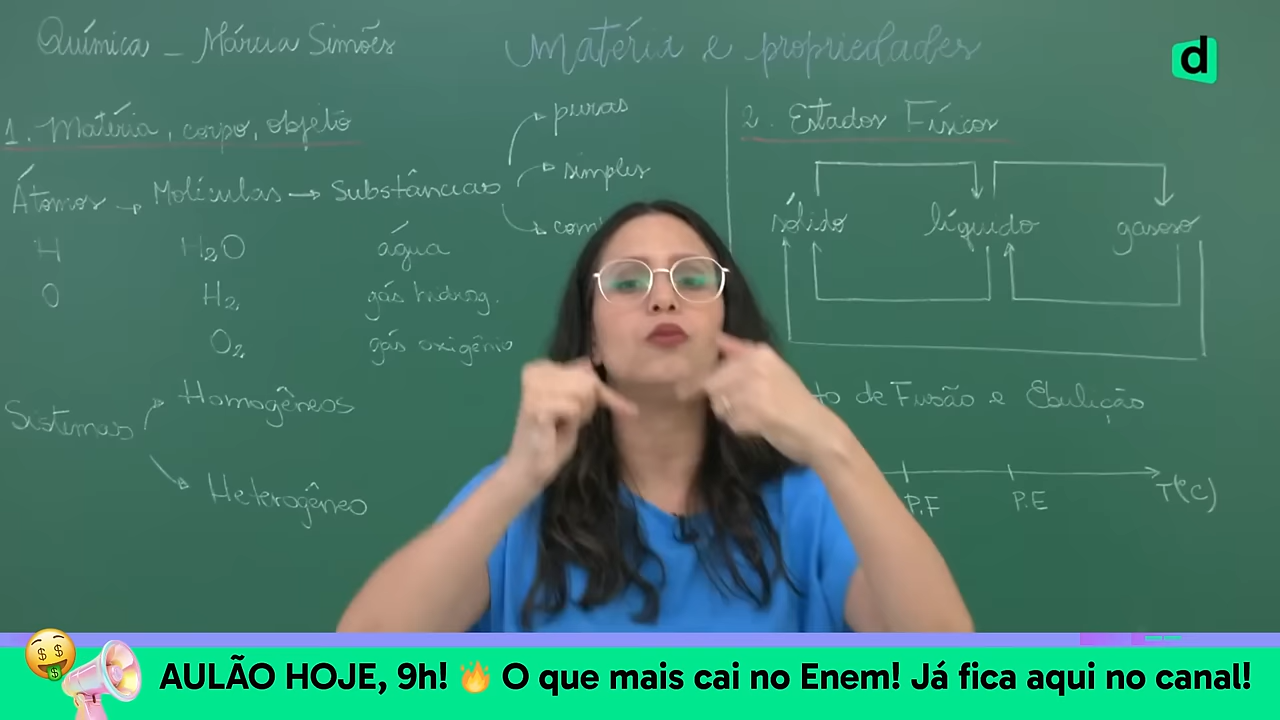 Química - Márcia Simões
Matéria e propriedades
d
1. Matéria, corpo, objeto
Átomos → Moléculas → Substâncias
puras
simples
H H2O água
O H2 gás hidrog.
O2 gás oxigênio
Sistemas
Homogêneos
Heterogêneo
2. Estados Físicos
sólido líquido gasoso
de Fusão e Ebulição
P.F P.E T(°C)
AULÃO HOJE, 9h! 🔥 O que mais cai no Enem! Já fica aqui no canal!